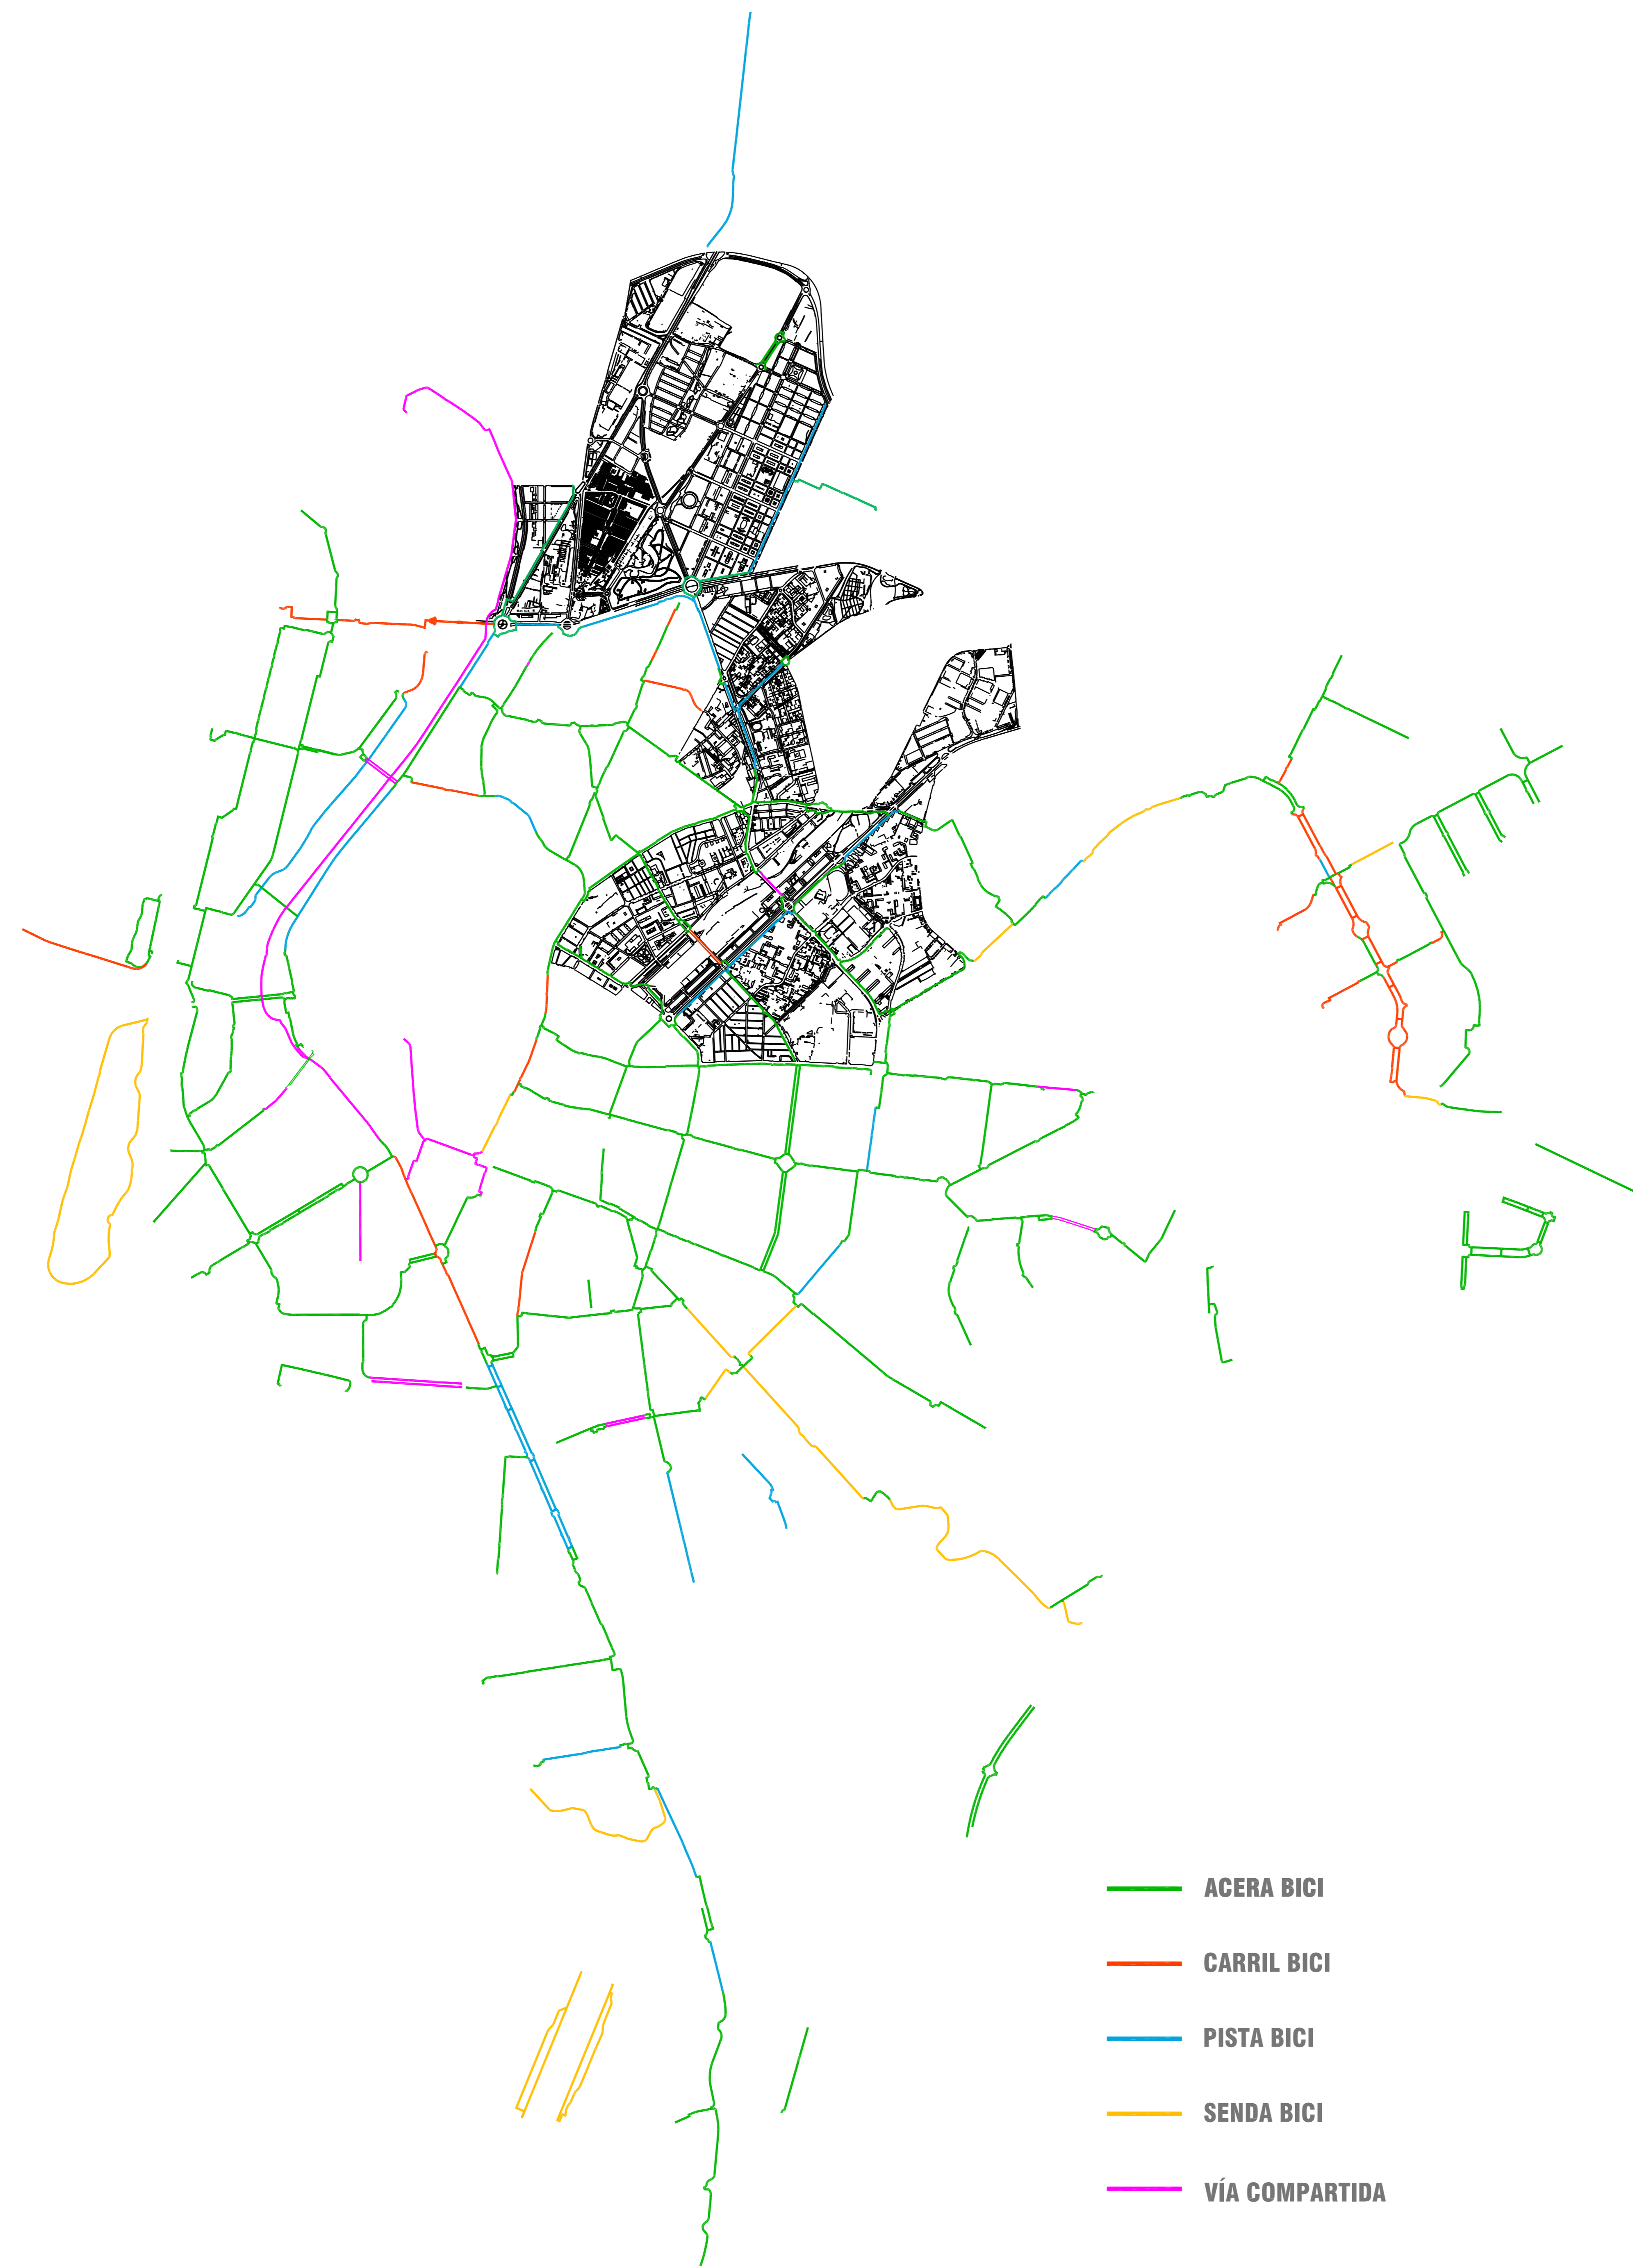 ACERA BICI
CARRIL BICI
PISTA BICI
SENDA BICI
VÍA COMPARTIDA